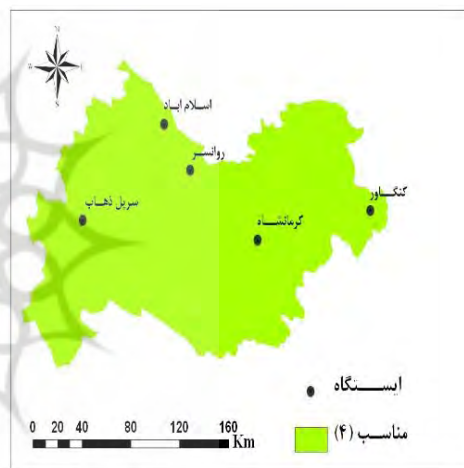 N
W
E
S
اسلام اباد
روانسر
سرپل ذهاب
کنگاور
کرمانشاه
ایستگاه
مناسب (۴)
0 20 40 80 120 160
Km